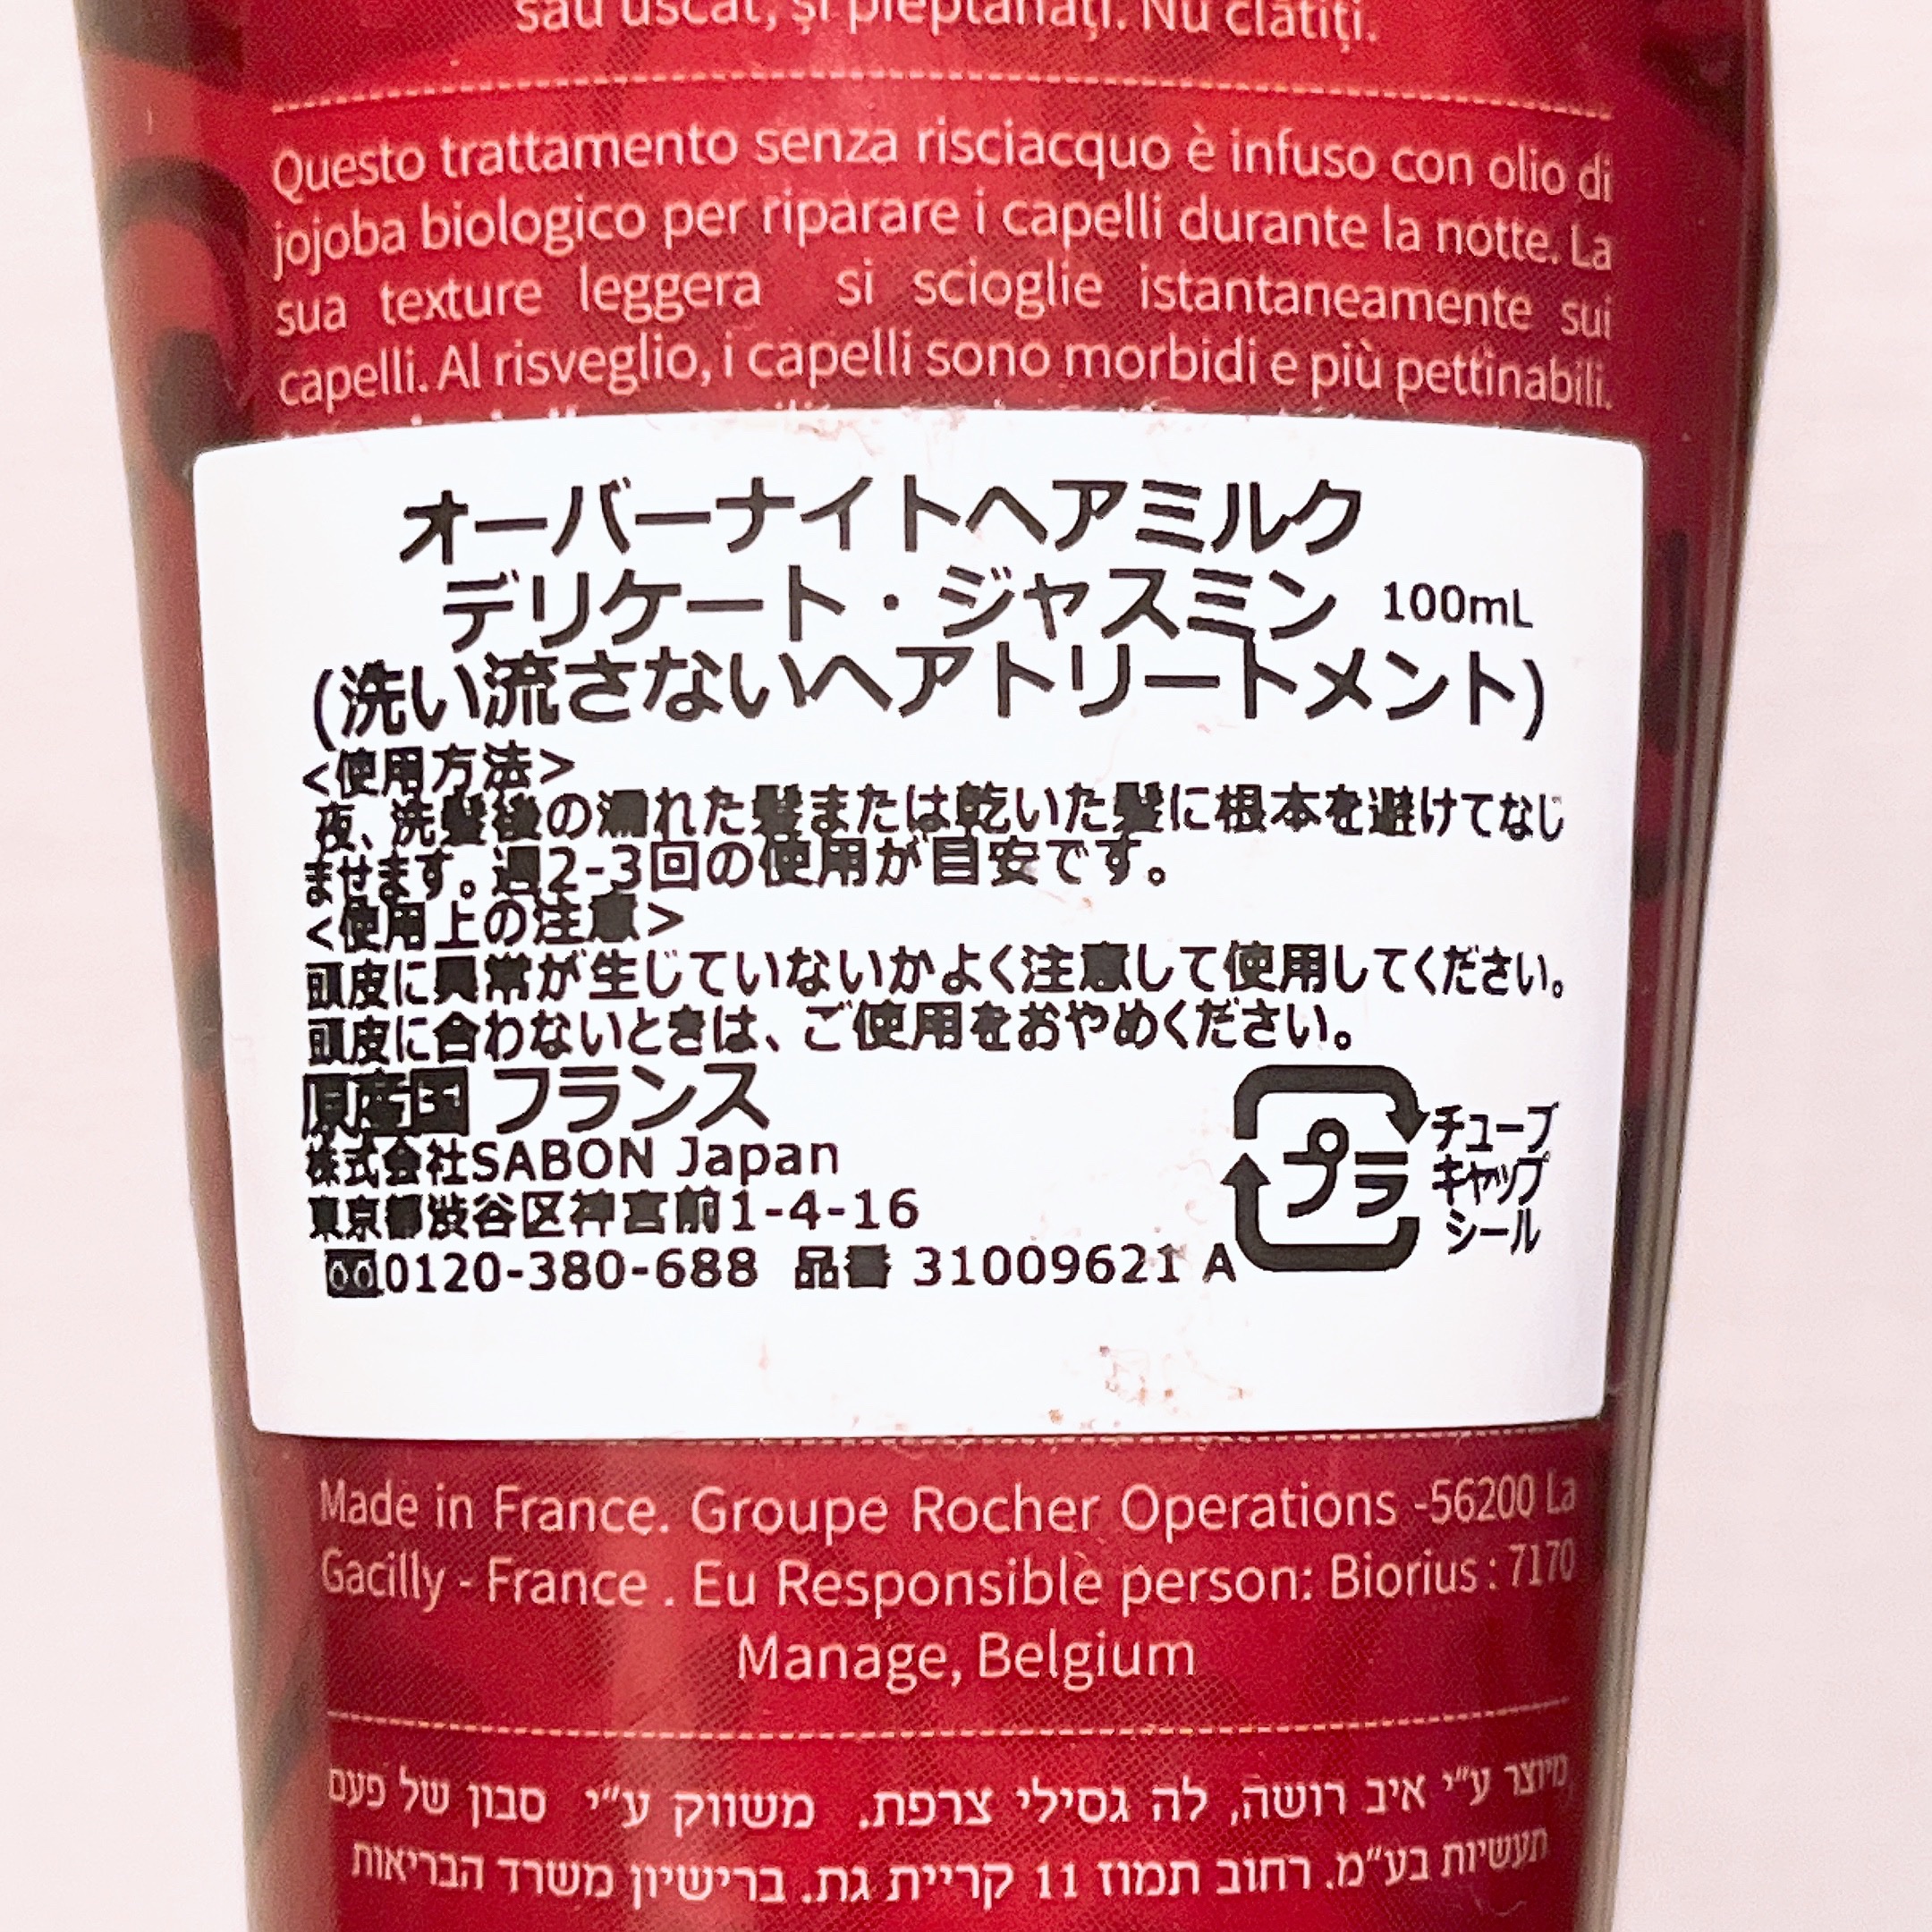 sau uscat, și pieptănați. Nu clătiți.
Questo trattamento senza risciacquo è infuso con olio di
jojoba biologico per riparare i capelli durante la notte. La
sua texture leggera si scioglie istantaneamente sui
capelli. Al risveglio, i capelli sono morbidi e più pettinabili.
オーバーナイトヘアミルク
デリケート・ジャスミン 100mL
(洗い流さないヘアトリートメント)
<使用方法>
夜、洗髪後の濡れた髪または乾いた髪に根本を避けてなじ
ませます。週2-3回の使用が目安です。
<使用上の注意>
頭皮に異常が生じていないかよく注意して使用してください。
頭皮に合わないときは、ご使用をおやめください。
原産国 フランス
株式会社SABON Japan
東京都渋谷区神宮前1-4-16
0120-380-688 品番 31009621 A
プラ
チューブ
キャップ
シール
Made in France. Groupe Rocher Operations -56200 La
Gacilly - France . Eu Responsible person: Biorius : 7170
Manage, Belgium
מיוצר ע"י איב רושה, לה גסילי צרפת. משווק ע"י סבון של פעם
תעשיות בע"מ. רחוב תמוז 11 קריית גת. ברישיון משרד הבריאות